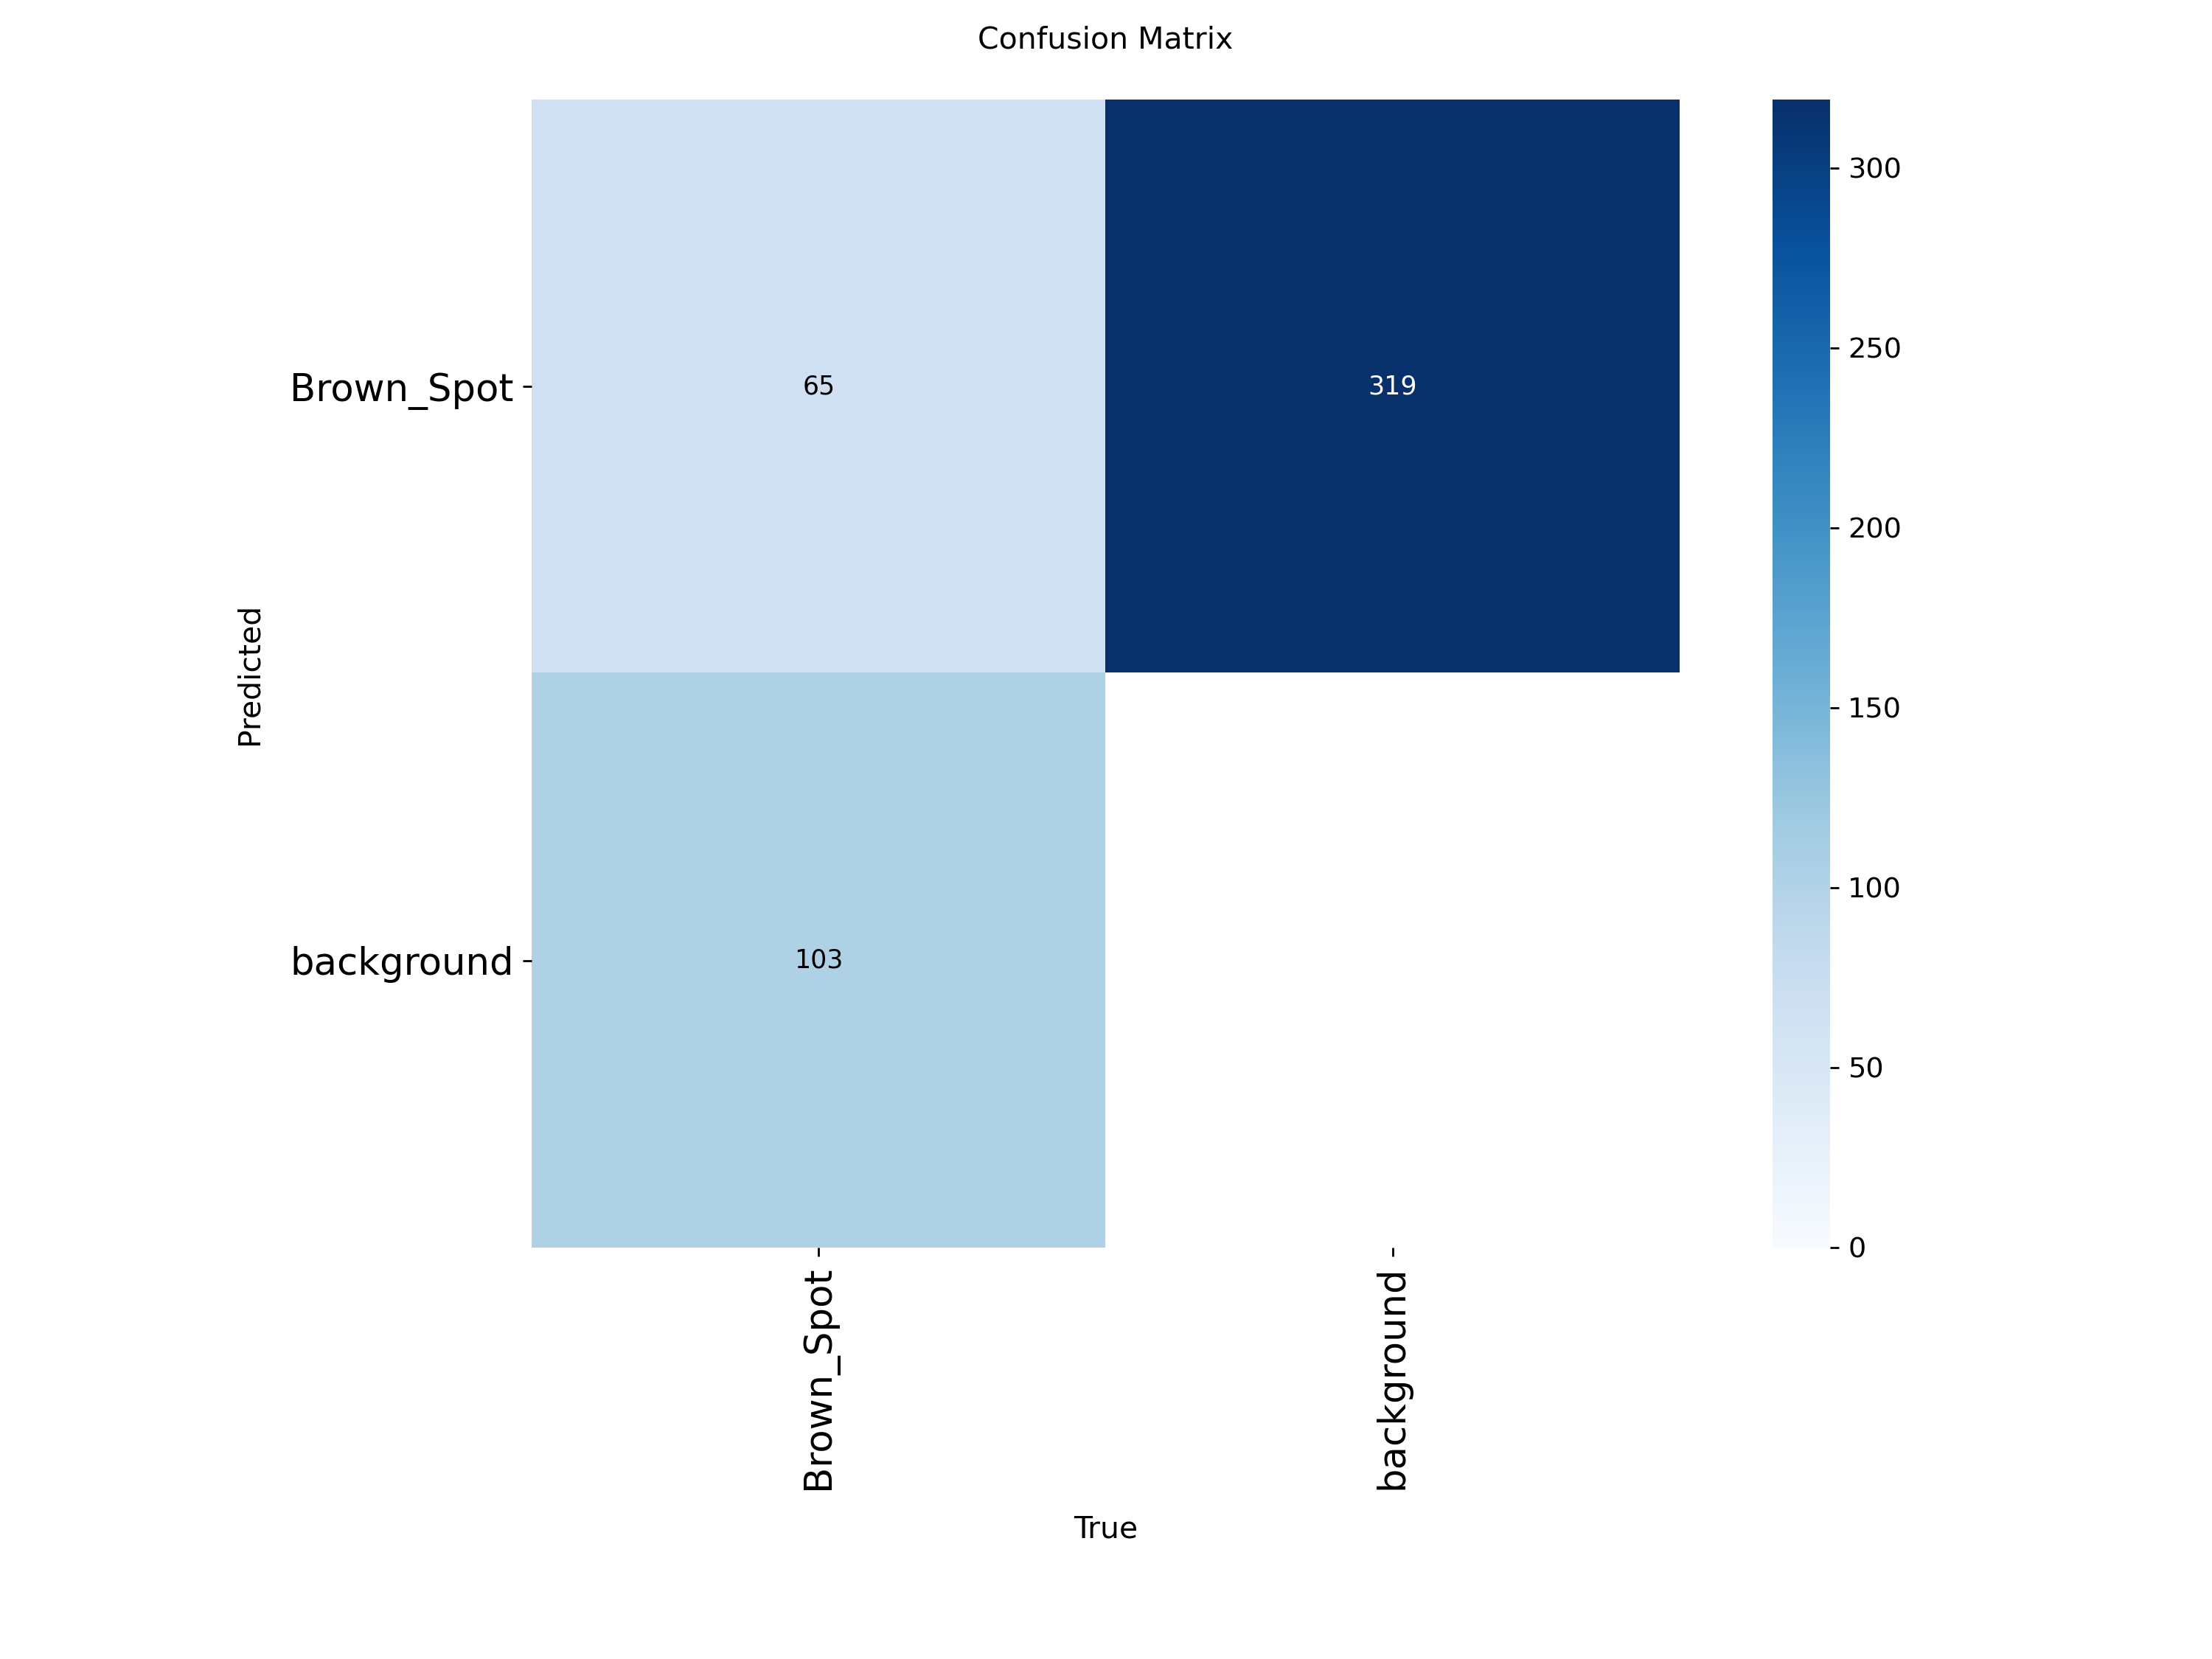 Confusion Matrix
Predicted
Brown_Spot
background
65
319
103
Brown_Spot
background
True
300
250
200
150
100
50
0